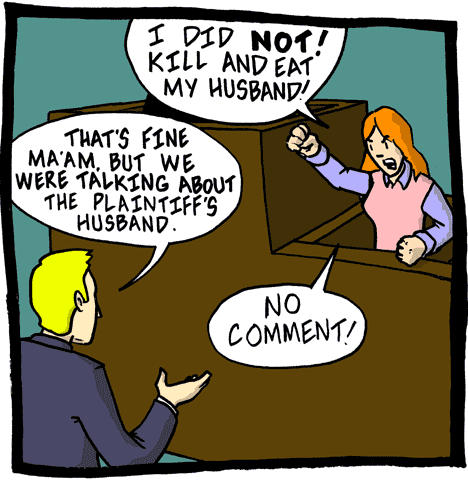 I DID NOT!
KILL AND EAT
MY HUSBAND!
THAT'S FINE
MA'AM, BUT WE
WERE TALKING ABOUT
THE PLAINTIFF'S
HUSBAND.
NO
COMMENT!